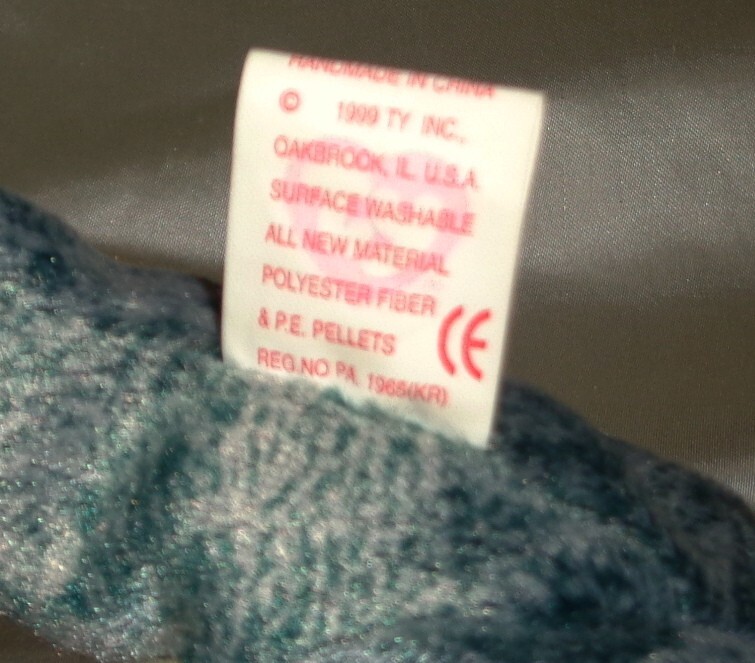 HANDMADE IN CHINA
© 1999 TY INC.,
OAKBROOK, IL. U.S.A.
SURFACE WASHABLE
ALL NEW MATERIAL
POLYESTER FIBER
& P.E. PELLETS
CE
REG.NO PA. 1965(KR)